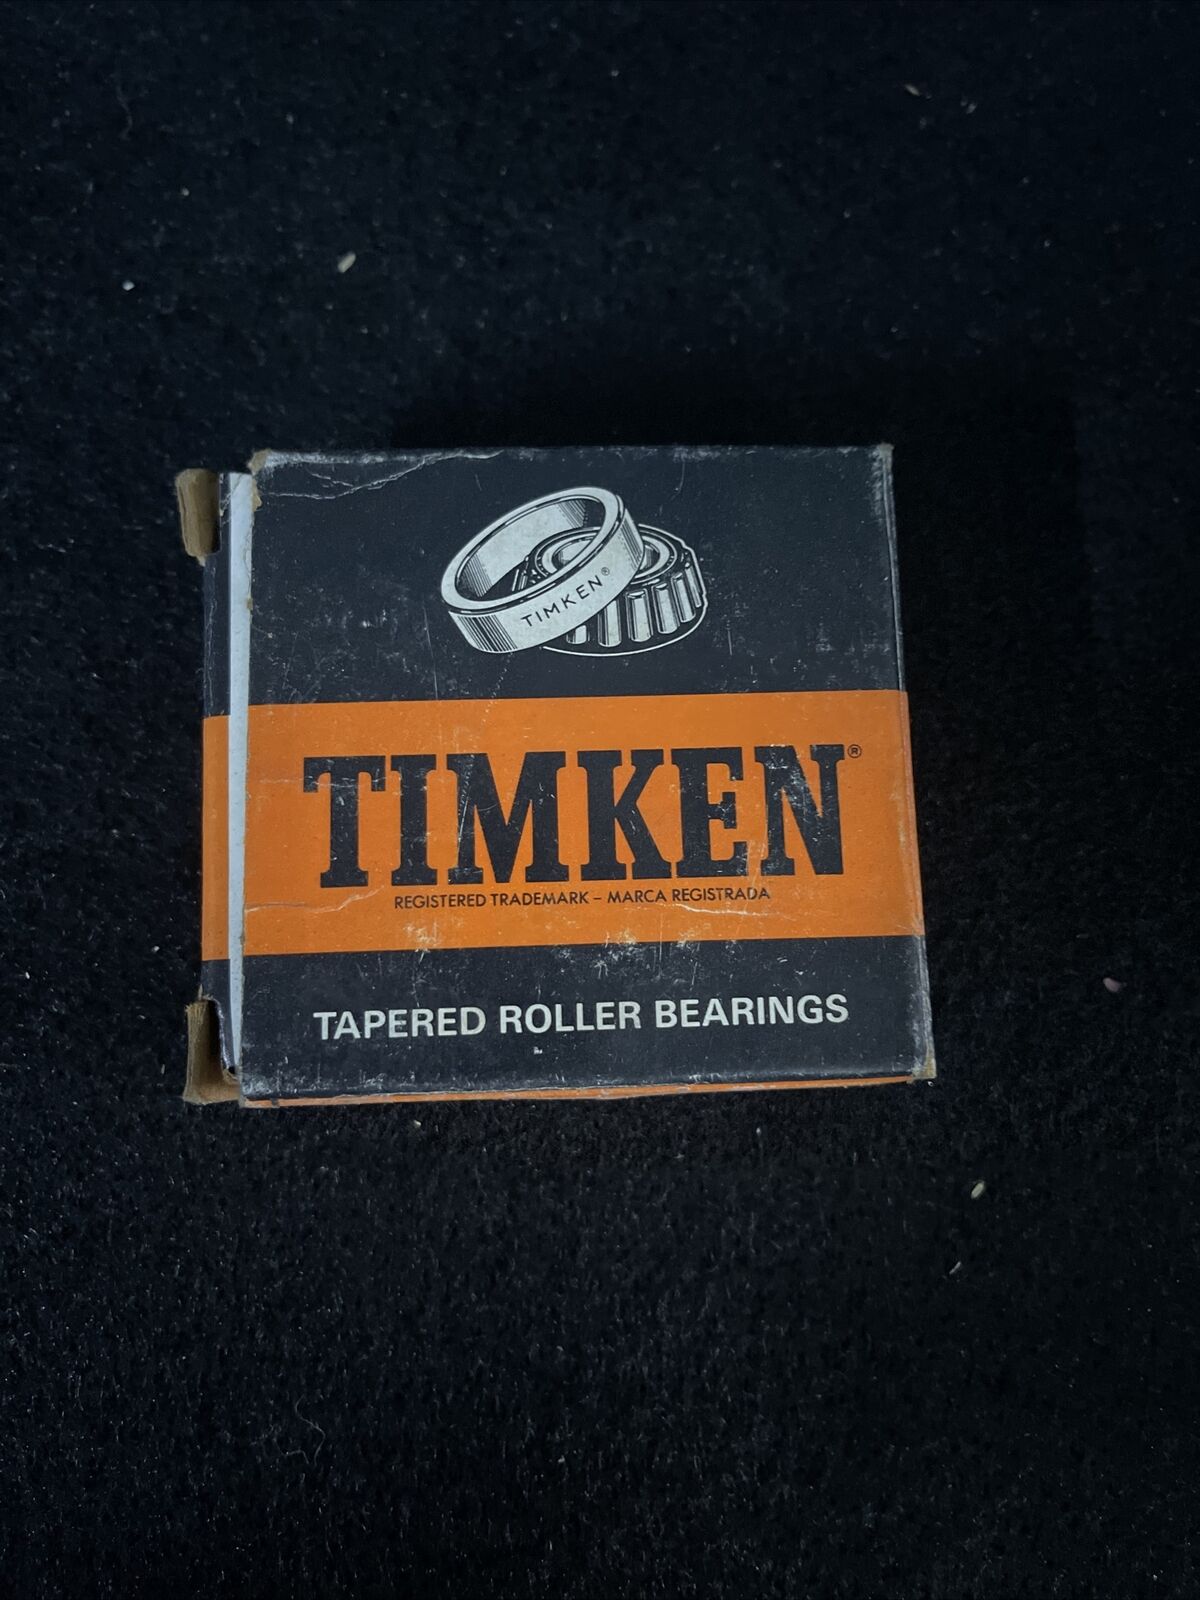 TIMKEN®
TIMKEN®
REGISTERED TRADEMARK – MARCA REGISTRADA
TAPERED ROLLER BEARINGS